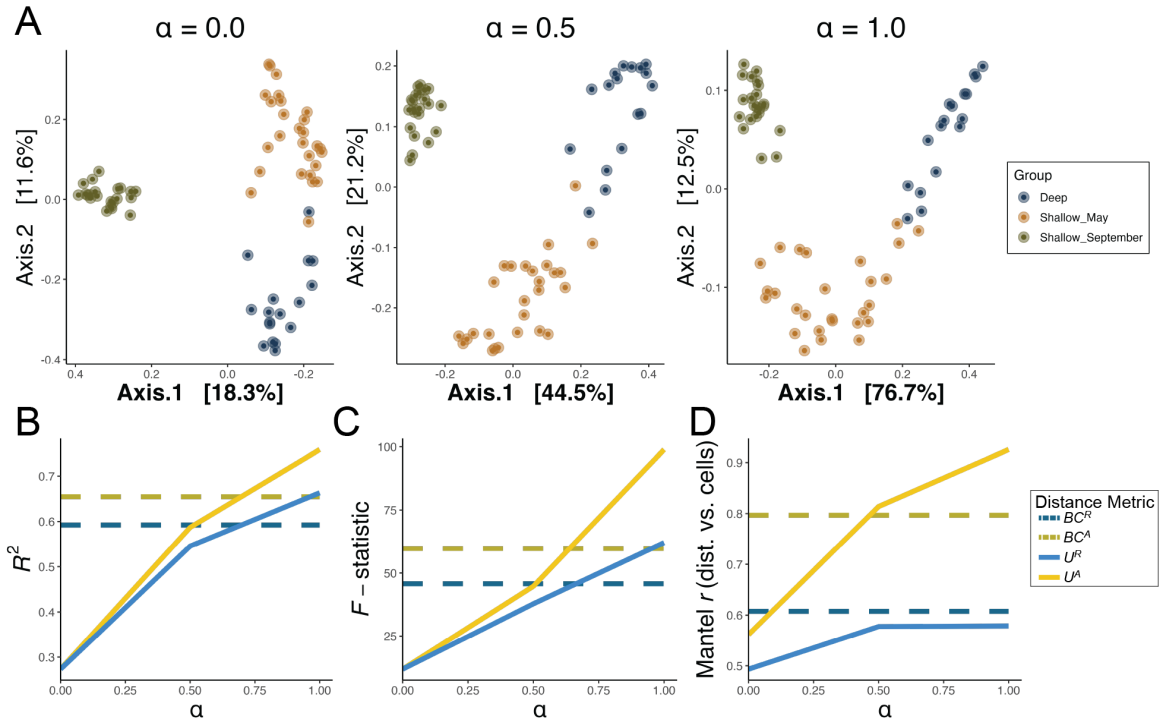 A
α = 0.0
α = 0.5
α = 1.0
Axis.2 [11.6%]
0.2
0.0
-0.2
-0.4
0.4
0.2
0.0
-0.2
Axis.1 [18.3%]
Axis.2 [21.2%]
0.2
0.1
0.0
-0.1
-0.2
-0.2
0.0
0.2
0.4
Axis.1 [44.5%]
Axis.2 [12.5%]
0.1
0.0
-0.1
-0.2
0.0
0.2
0.4
Axis.1 [76.7%]
Group
Deep
Shallow_May
Shallow_September
B
R²
0.7
0.6
0.5
0.4
0.3
0.00
0.25
0.50
0.75
1.00
α
C
F − statistic
100
75
50
25
0.00
0.25
0.50
0.75
1.00
α
D
Mantel r (dist. vs. cells)
0.9
0.8
0.7
0.6
0.5
0.00
0.25
0.50
0.75
1.00
α
Distance Metric
BCᴿ
BCᴬ
Uᴿ
Uᴬ